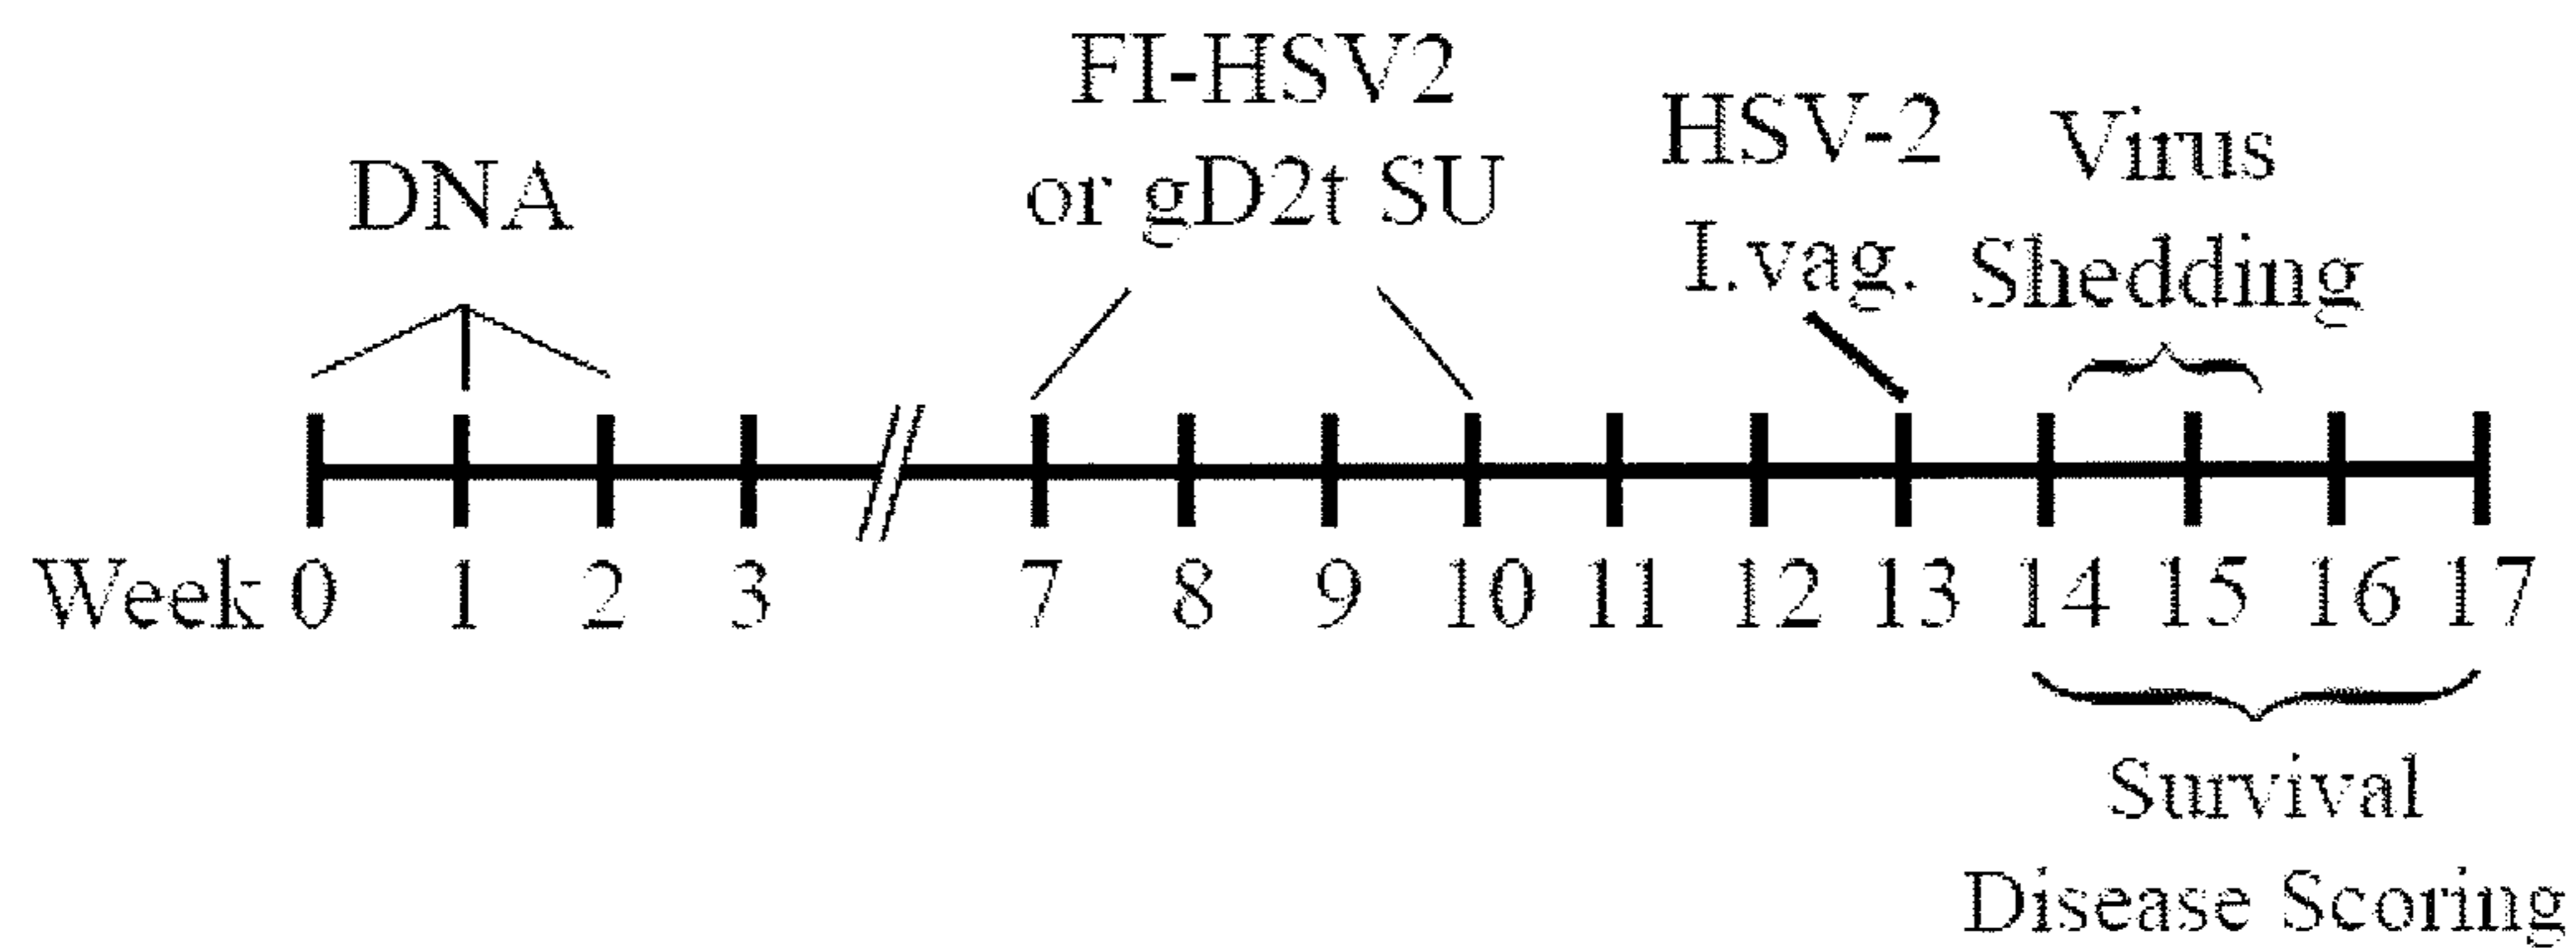 DNA
FI-HSV2
or gD2t SU
HSV-2
I.vag.
Virus
Shedding
Week 0 1 2 3 7 8 9 10 11 12 13 14 15 16 17
Survival
Disease Scoring